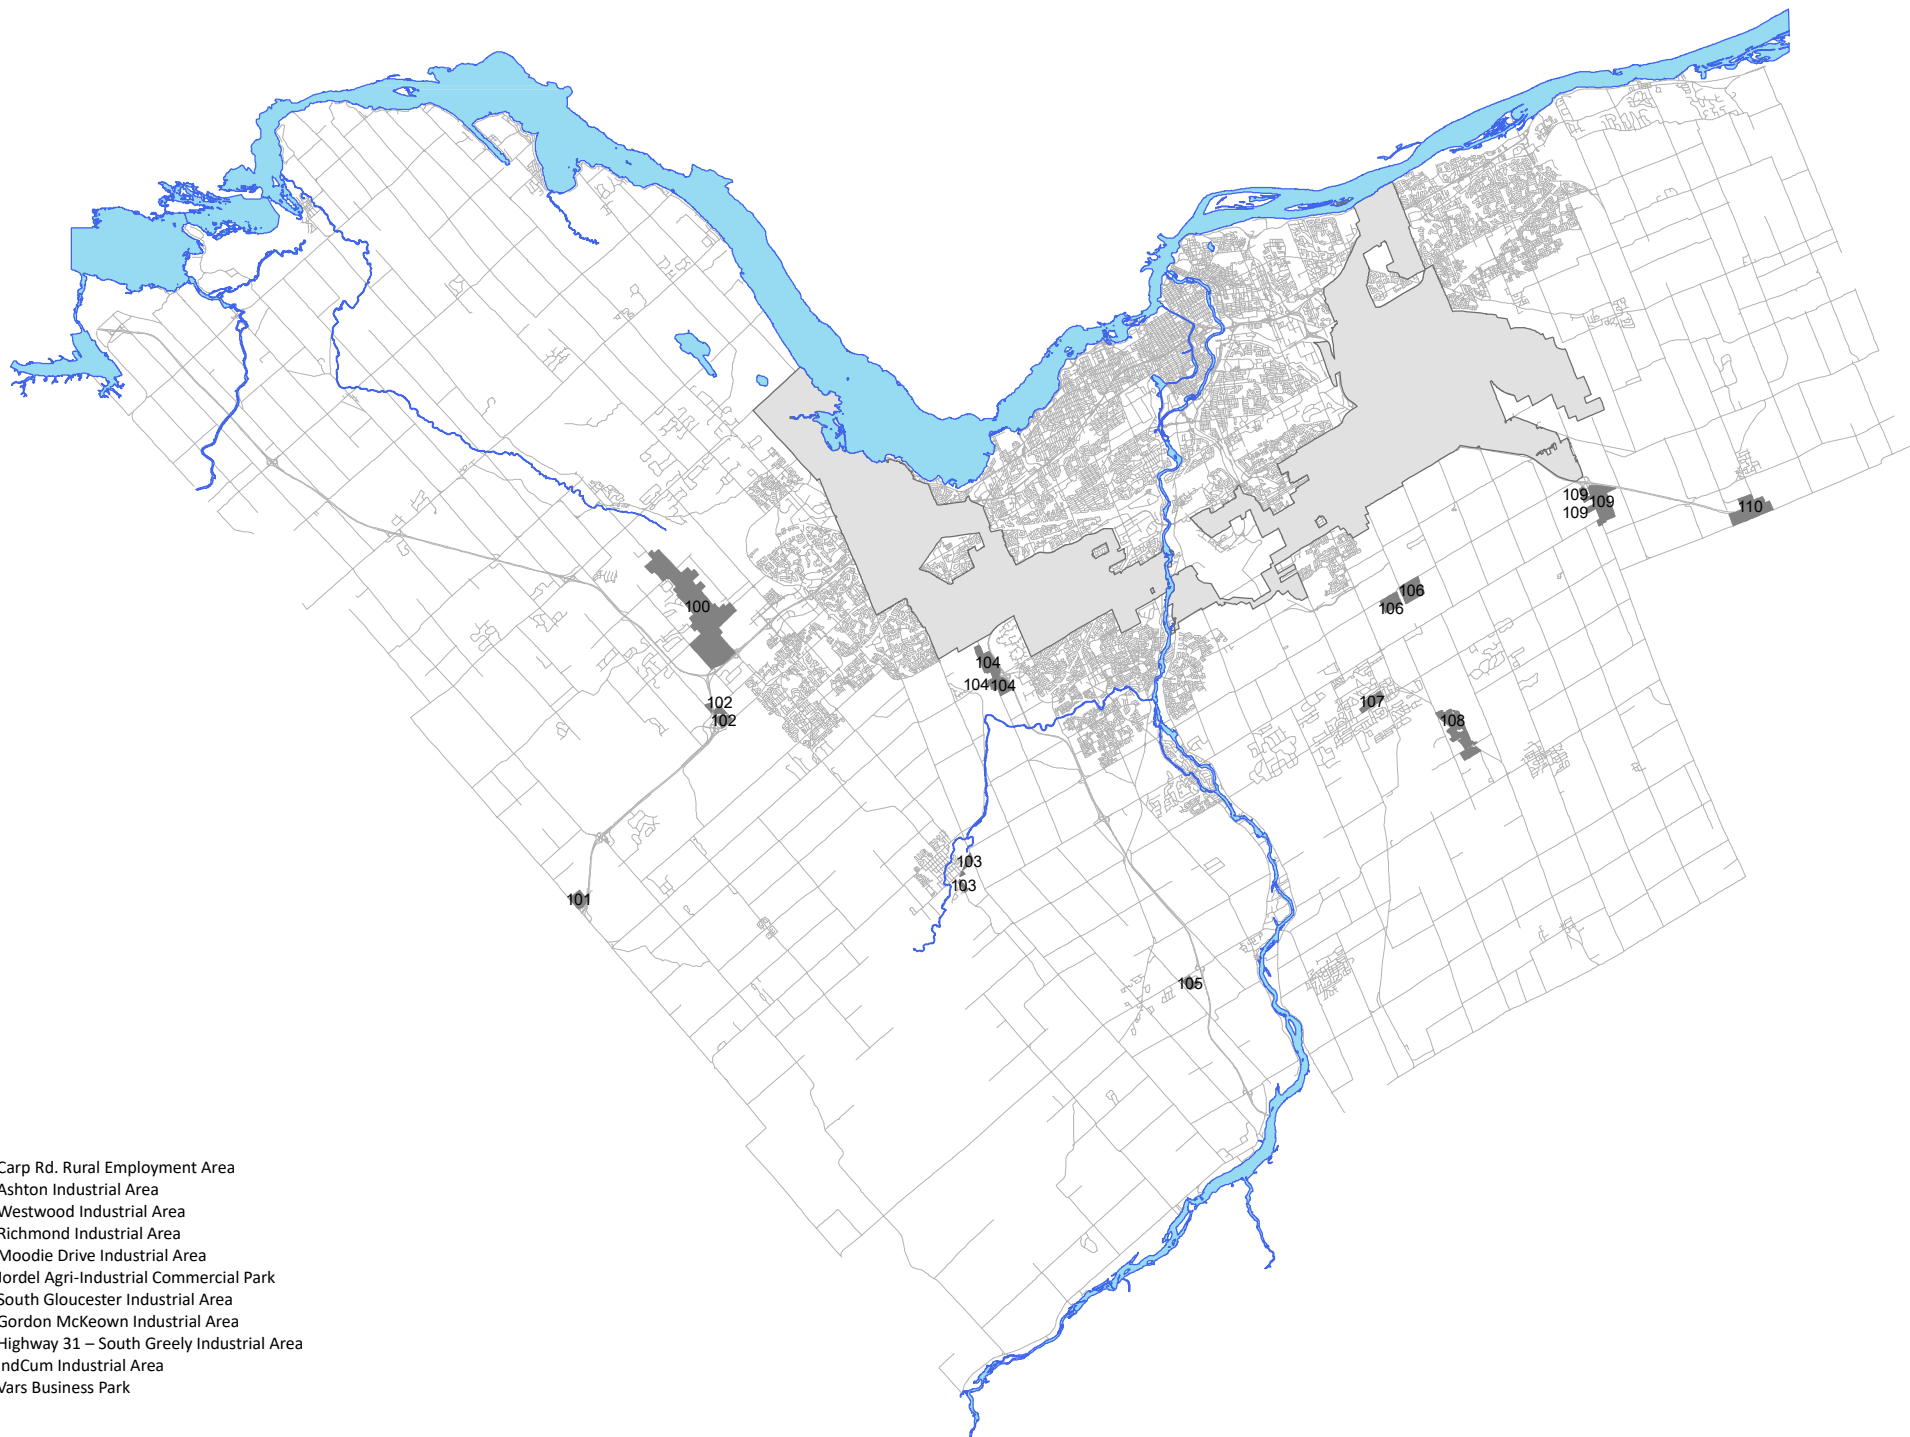 109
109
109
110
100
106
106
104
104
104
102
102
107
108
103
103
101
105
Carp Rd. Rural Employment Area
Ashton Industrial Area
Westwood Industrial Area
Richmond Industrial Area
Moodie Drive Industrial Area
Iordel Agri-Industrial Commercial Park
South Gloucester Industrial Area
Gordon McKeown Industrial Area
Highway 31 – South Greely Industrial Area
ndCum Industrial Area
Vars Business Park